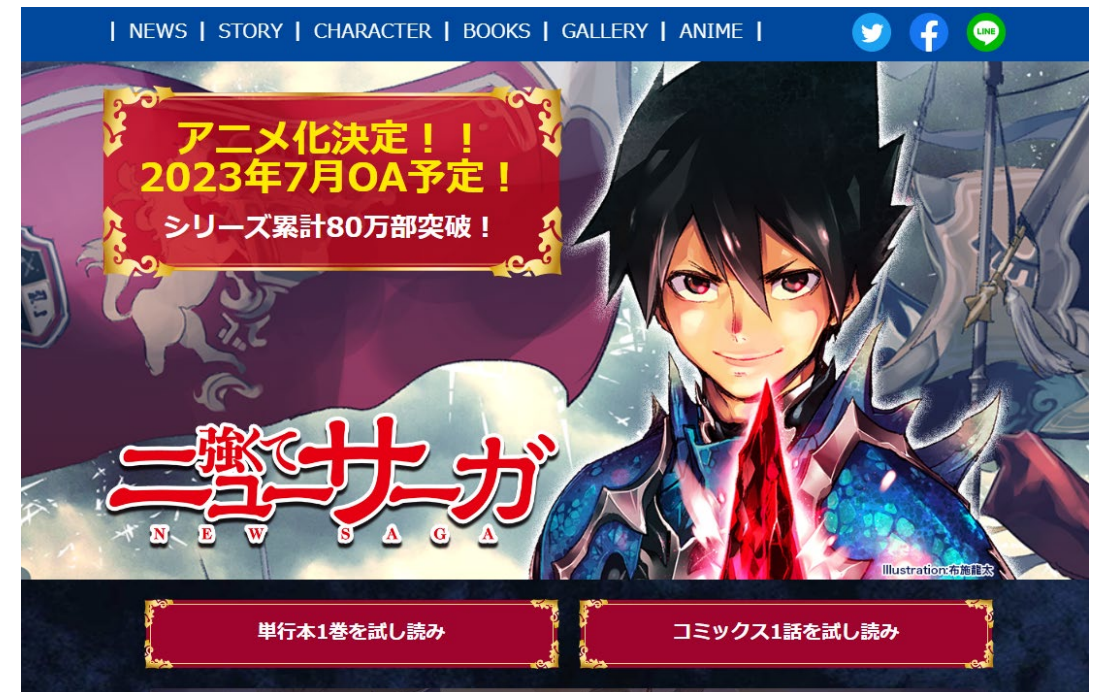 | NEWS | STORY | CHARACTER | BOOKS | GALLERY | ANIME |
LINE
アニメ化決定！！
2023年7月OA予定！
シリーズ累計80万部突破！
強くてニューサーガ
NEW SAGA
Illustration:布施龍太
単行本1巻を試し読み
コミックス1話を試し読み